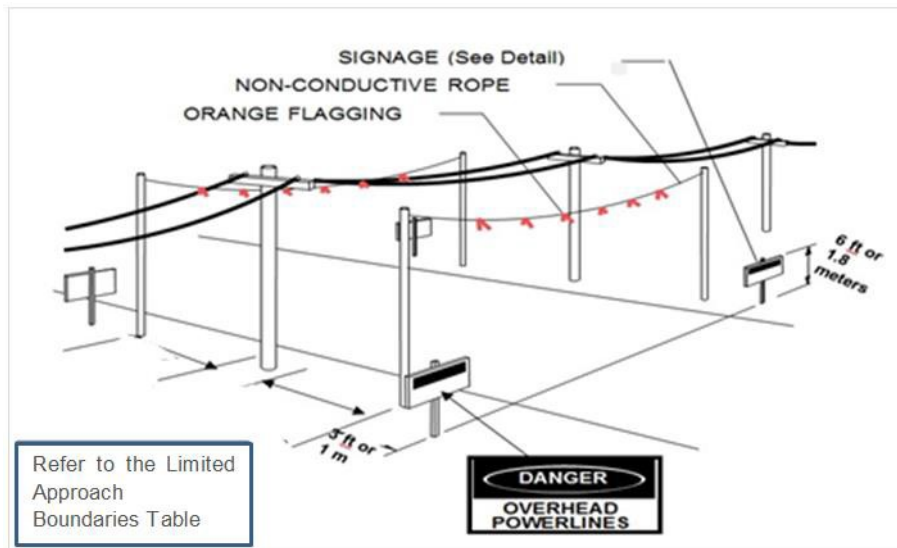 SIGNAGE (See Detail)
NON-CONDUCTIVE ROPE
ORANGE FLAGGING
6 ft or
1.8
meters
3 ft or
1 m
Refer to the Limited
Approach
Boundaries Table
DANGER
OVERHEAD
POWERLINES